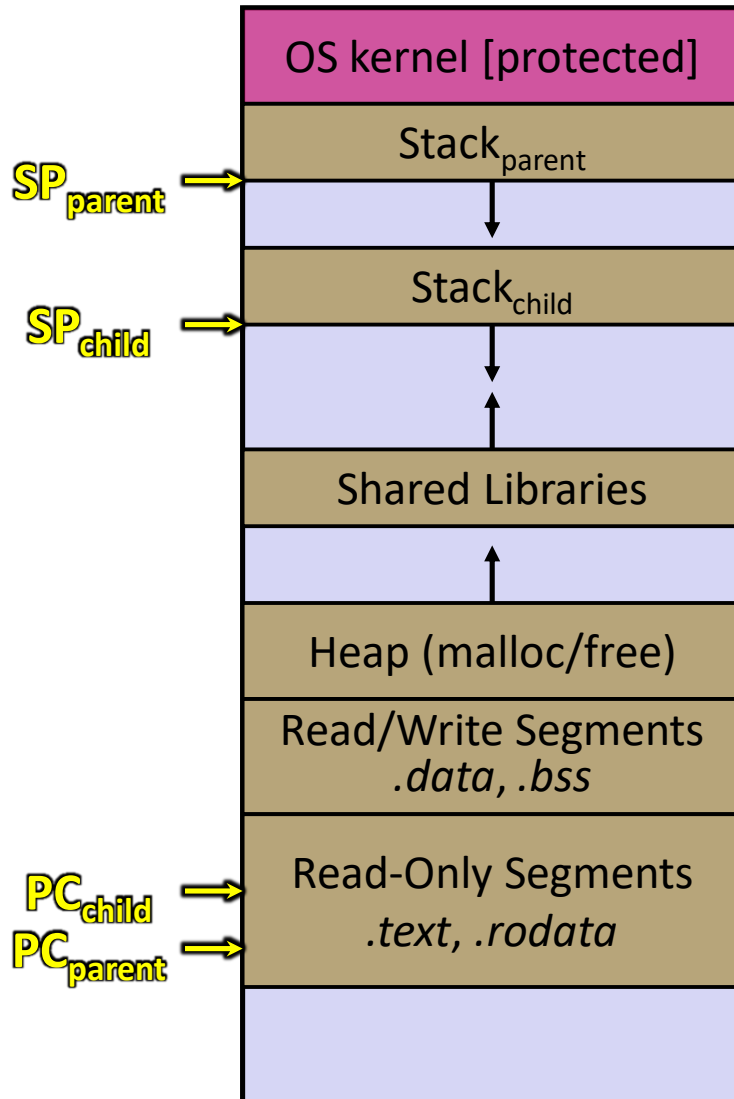 OS kernel [protected]
Stackparent
SPparent
Stackchild
SPchild
Shared Libraries
Heap (malloc/free)
Read/Write Segments
.data, .bss
PCchild
Read-Only Segments
.text, .rodata
PCparent